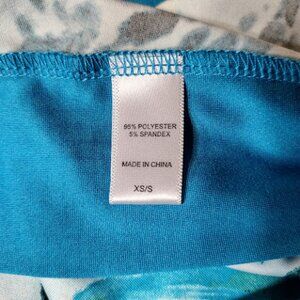 95% POLYESTER
5% SPANDEX
MADE IN CHINA
XS/S